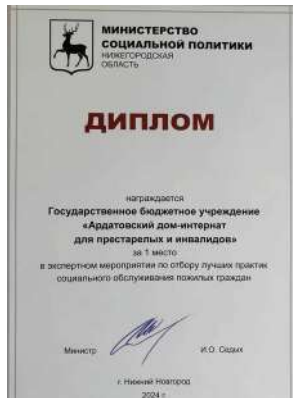 МИНИСТЕРСТВО
СОЦИАЛЬНОЙ ПОЛИТИКИ
НИЖЕГОРОДСКАЯ
ОБЛАСТЬ
ДИПЛОМ
награждается
Государственное бюджетное учреждение
«Ардатовский дом-интернат
для престарелых и инвалидов»
за 1 место
в экспертном мероприятии по отбору лучших практик
социального обслуживания пожилых граждан
Министр И.О. Седых
г. Нижний Новгород
2024 г.